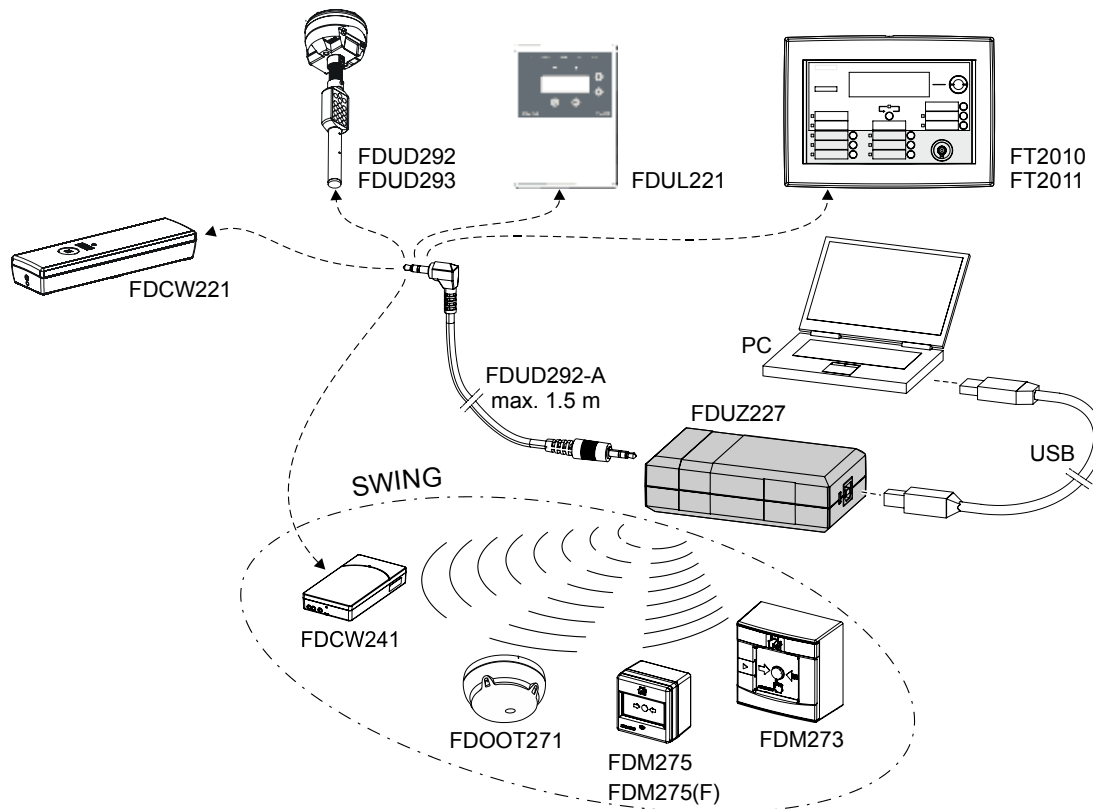 FDUD292
FDUD293
FDUL221
FT2010
FT2011
FDCW221
PC
FDUD292-A
max. 1.5 m
FDUZ227
USB
SWING
FDCW241
FDOOT271
FDM275
FDM275(F)
FDM273